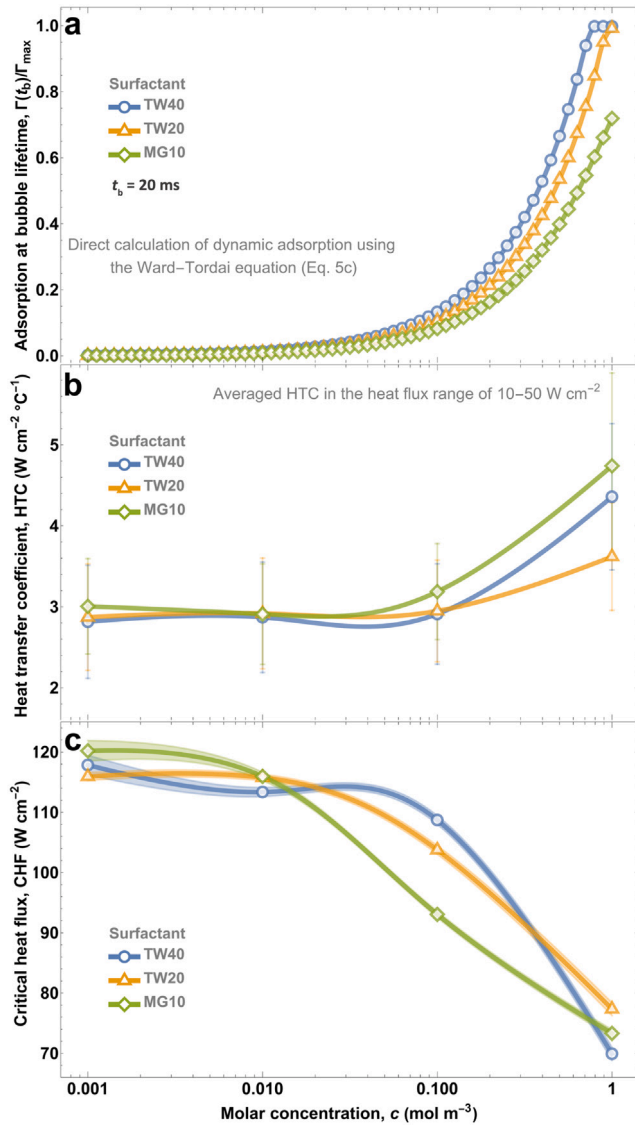 a
Adsorption at bubble lifetime, Γ(t_b)/Γ_max
1.0
0.8
0.6
0.4
0.2
0.0
Surfactant
TW40
TW20
MG10
t_b = 20 ms
Direct calculation of dynamic adsorption using
the Ward–Tordai equation (Eq. 5c)
b
Heat transfer coefficient, HTC (W cm⁻² °C⁻¹)
5
4
3
2
Averaged HTC in the heat flux range of 10–50 W cm⁻²
Surfactant
TW40
TW20
MG10
c
Critical heat flux, CHF (W cm⁻²)
120
110
100
90
80
70
Surfactant
TW40
TW20
MG10
0.001
0.010
0.100
1
Molar concentration, c (mol m⁻³)